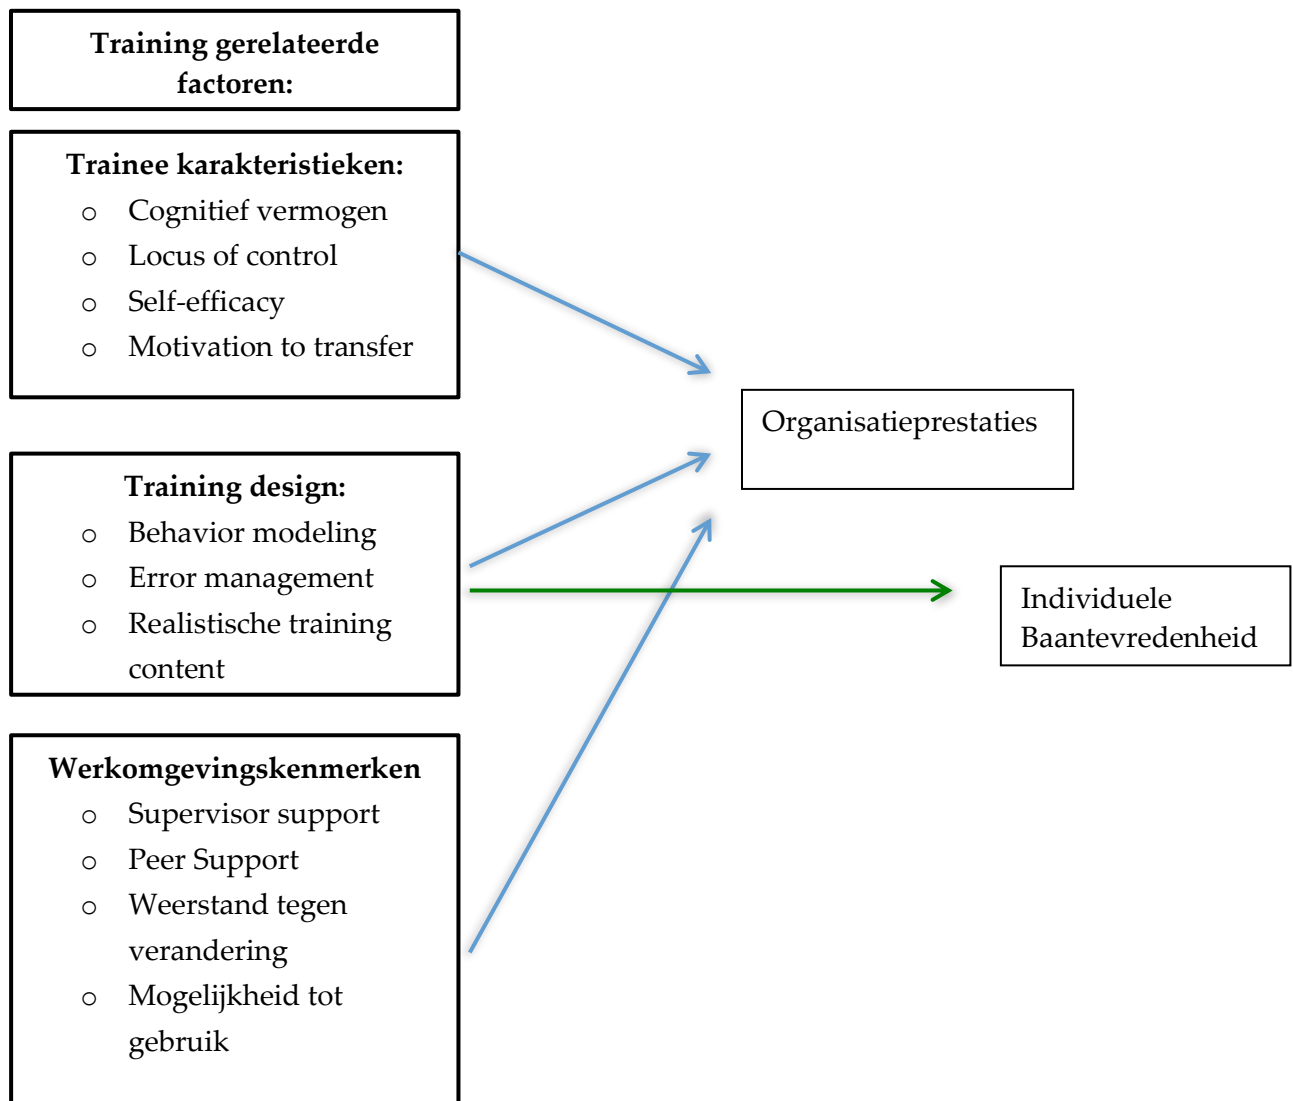 Training gerelateerde
factoren:
Trainee karakteristieken:
o Cognitief vermogen
o Locus of control
o Self-efficacy
o Motivation to transfer
Organisatieprestaties
Training design:
o Behavior modeling
o Error management
o Realistische training
content
Individuele
Baantevredenheid
Werkomgevingskenmerken
o Supervisor support
o Peer Support
o Weerstand tegen
verandering
o Mogelijkheid tot
gebruik